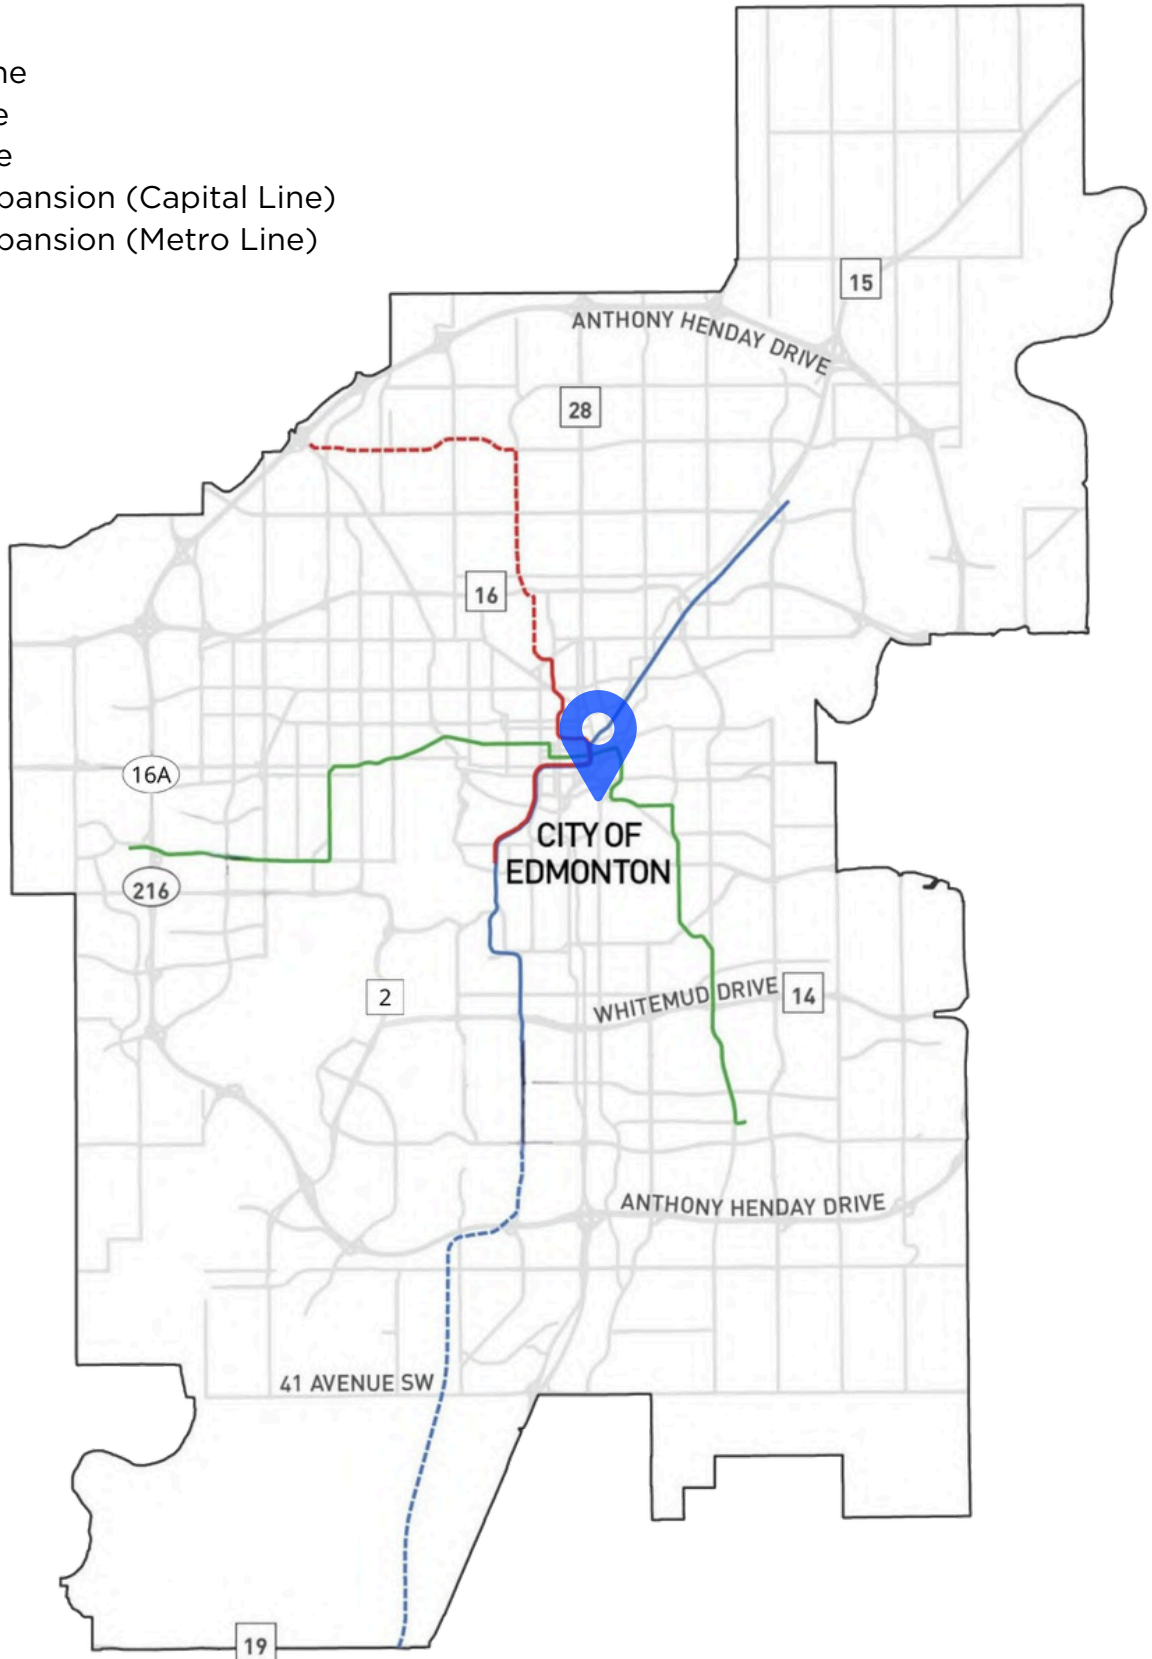 ne
e
e
pansion (Capital Line)
pansion (Metro Line)
15
ANTHONY HENDAY DRIVE
28
16
16A
CITY OF
EDMONTON
216
2
WHITEMUD DRIVE
14
ANTHONY HENDAY DRIVE
41 AVENUE SW
19